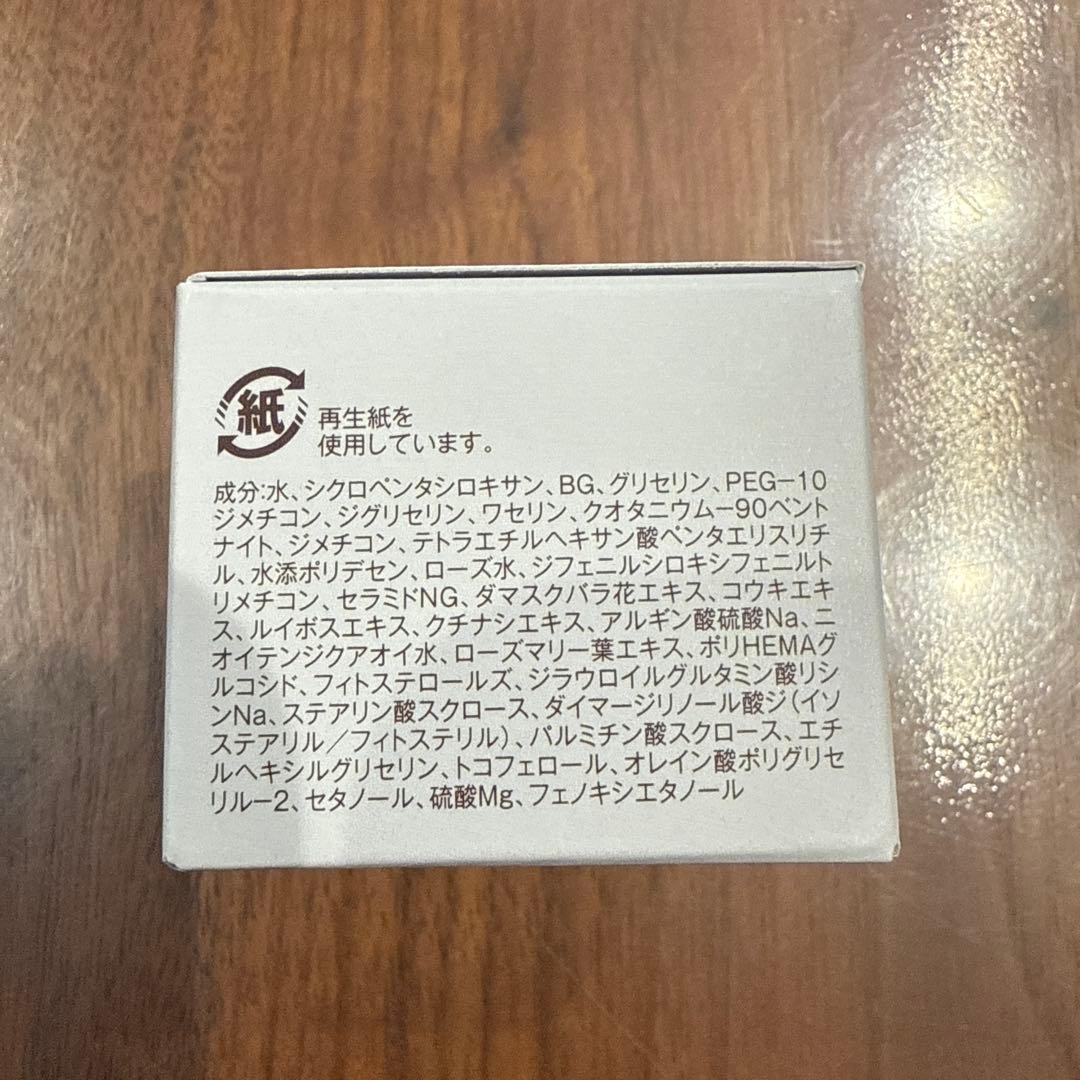 紙
再生紙を
使用しています。
成分:水、シクロペンタシロキサン、BG、グリセリン、PEG-10
ジメチコン、ジグリセリン、ワセリン、クオタニウム-90ベント
ナイト、ジメチコン、テトラエチルヘキサン酸ペンタエリスリチ
ル、水添ポリデセン、ローズ水、ジフェニルシロキシフェニルト
リメチコン、セラミドNG、ダマスクバラ花エキス、コウキエキ
ス、ルイボスエキス、クチナシエキス、アルギン酸硫酸Na、ニ
オイテンジクアオイ水、ローズマリー葉エキス、ポリHEMAグ
ルコシド、フィトステロールズ、ジラウロイルグルタミン酸リシ
ンNa、ステアリン酸スクロース、ダイマージリノール酸ジ(イソ
ステアリル/フィトステリル)、パルミチン酸スクロース、エチ
ルヘキシルグリセリン、トコフェロール、オレイン酸ポリグリセ
リル-2、セタノール、硫酸Mg、フェノキシエタノール